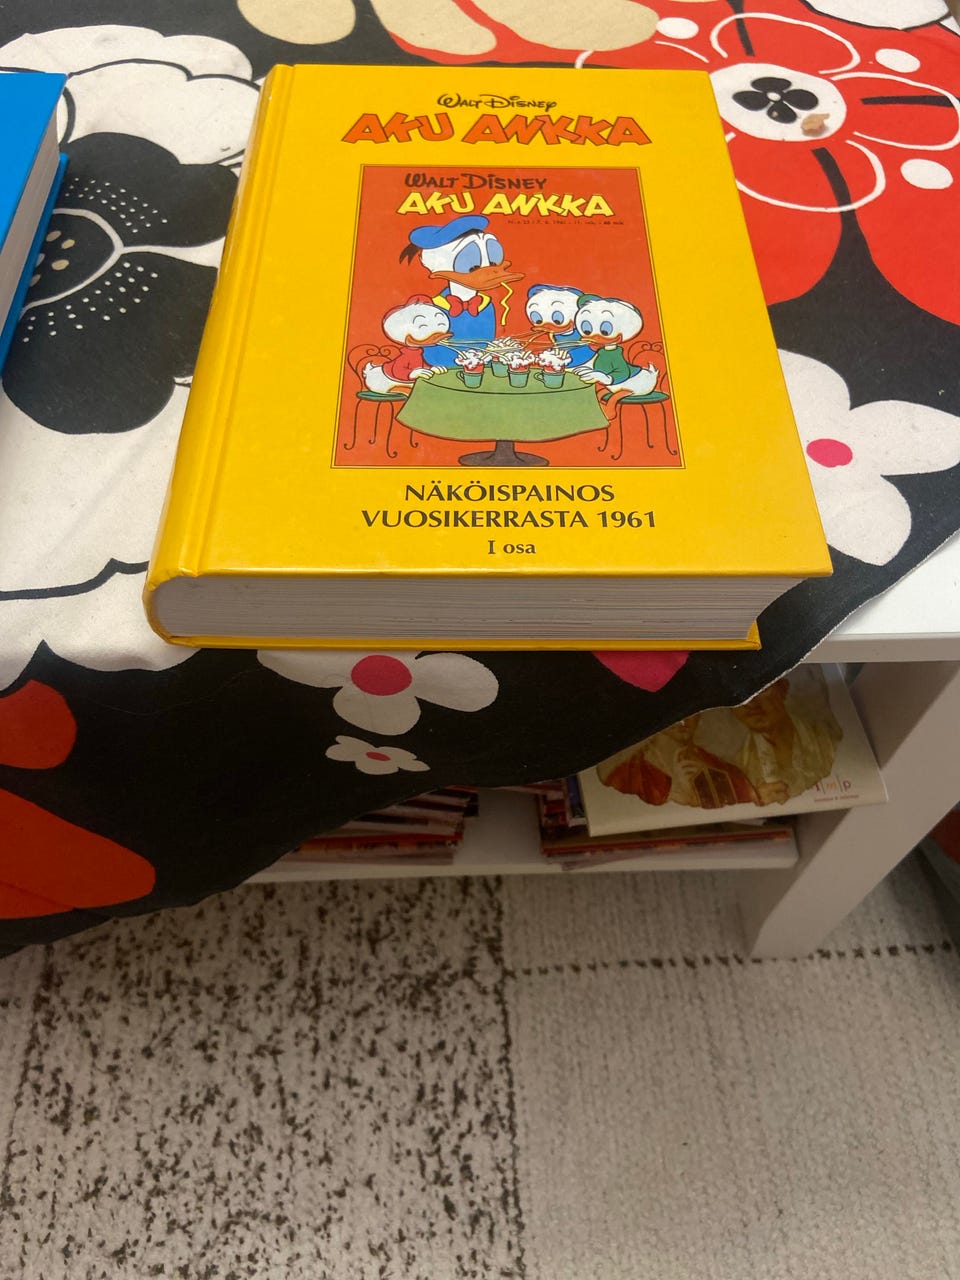 WALT DISNEY
AKU ANKKA
WALT DISNEY
AKU ANKKA
NÄKÖISPAINOS
VUOSIKERRASTA 1961
I osa